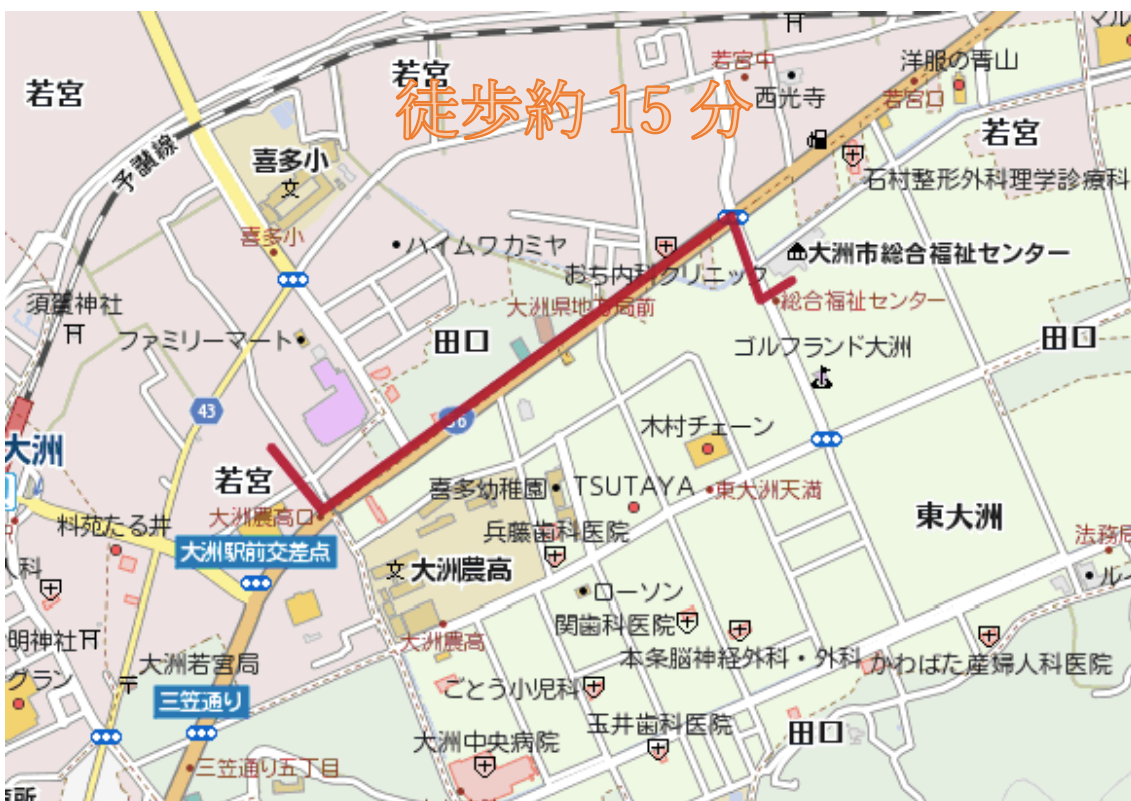 マル
若宮中
洋服の青山
若宮
若宮
徒歩約 15 分
西光寺
若宮口
若宮
予讃線
喜多小
石村整形外科理学診療科
喜多小
ハイムワカミヤ
大洲市総合福祉センター
おち内科クリニック
須賀神社
総合福祉センター
ファミリーマート
田口
田口
ゴルフランド大洲
43
56
木村チェーン
大洲
若宮
喜多幼稚園
TSUTAYA
東大洲天満
大洲農高口
東大洲
料苑たる井
兵藤歯科医院
法務局
大洲駅前交差点
大洲農高
人科
ローソン
ルイ
関歯科医院
明神社
大洲農高
大洲若宮局
本条脳神経外科・外科
かわばた産婦人科医院
グラン
ごとう小児科
三笠通り
玉井歯科医院
田口
大洲中央病院
三笠通り五丁目